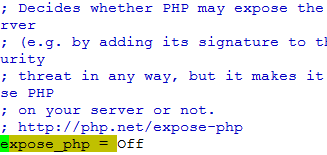 ; Decides whether PHP may expose the
rver
; (e.g. by adding its signature to th
urity
; threat in any way, but it makes it
se PHP
; on your server or not.
; http://php.net/expose-php
expose_php = Off